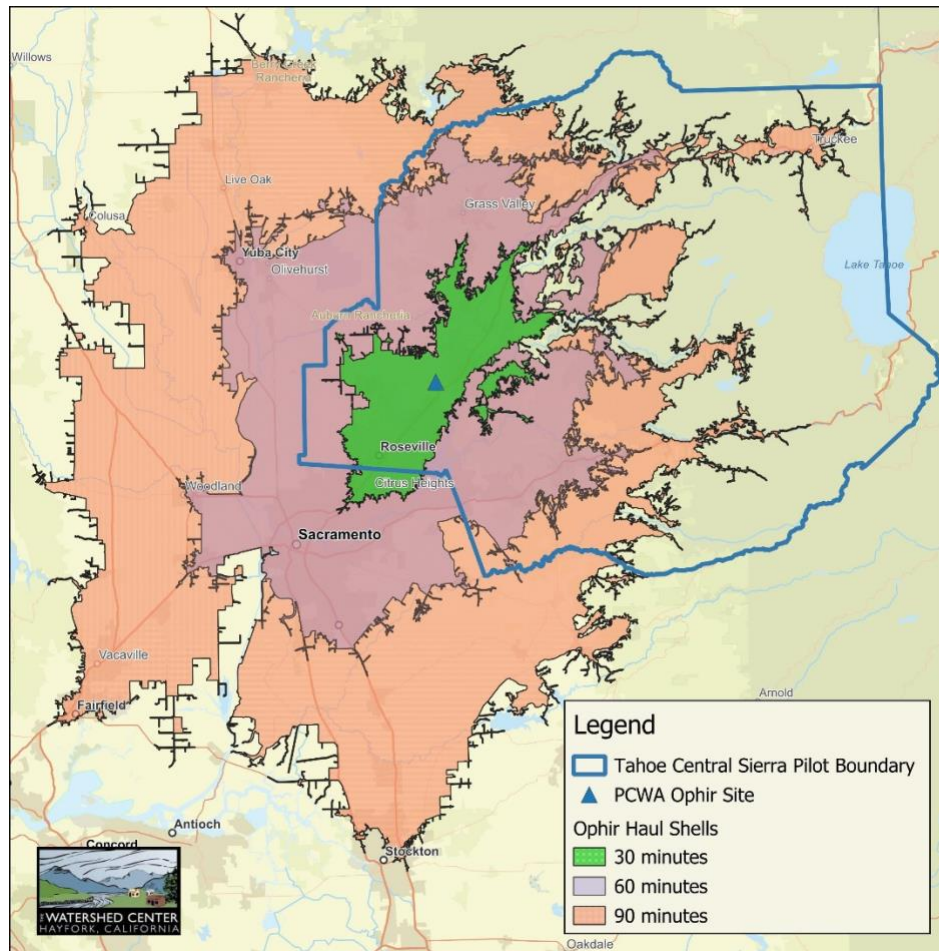 Willows
Berry Creek
Rancheria
Truckee
Live Oak
Colusa
Grass Valley
Yuba City
Olivehurst
Lake Tahoe
Auburn Rancheria
Roseville
Citrus Heights
Woodland
Sacramento
Vacaville
Arnold
Fairfield
Legend
Tahoe Central Sierra Pilot Boundary
PCWA Ophir Site
Ophir Haul Shells
30 minutes
60 minutes
90 minutes
Antioch
Concord
Stockton
THE
WATERSHED CENTER
HAYFORK, CALIFORNIA
Oakdale